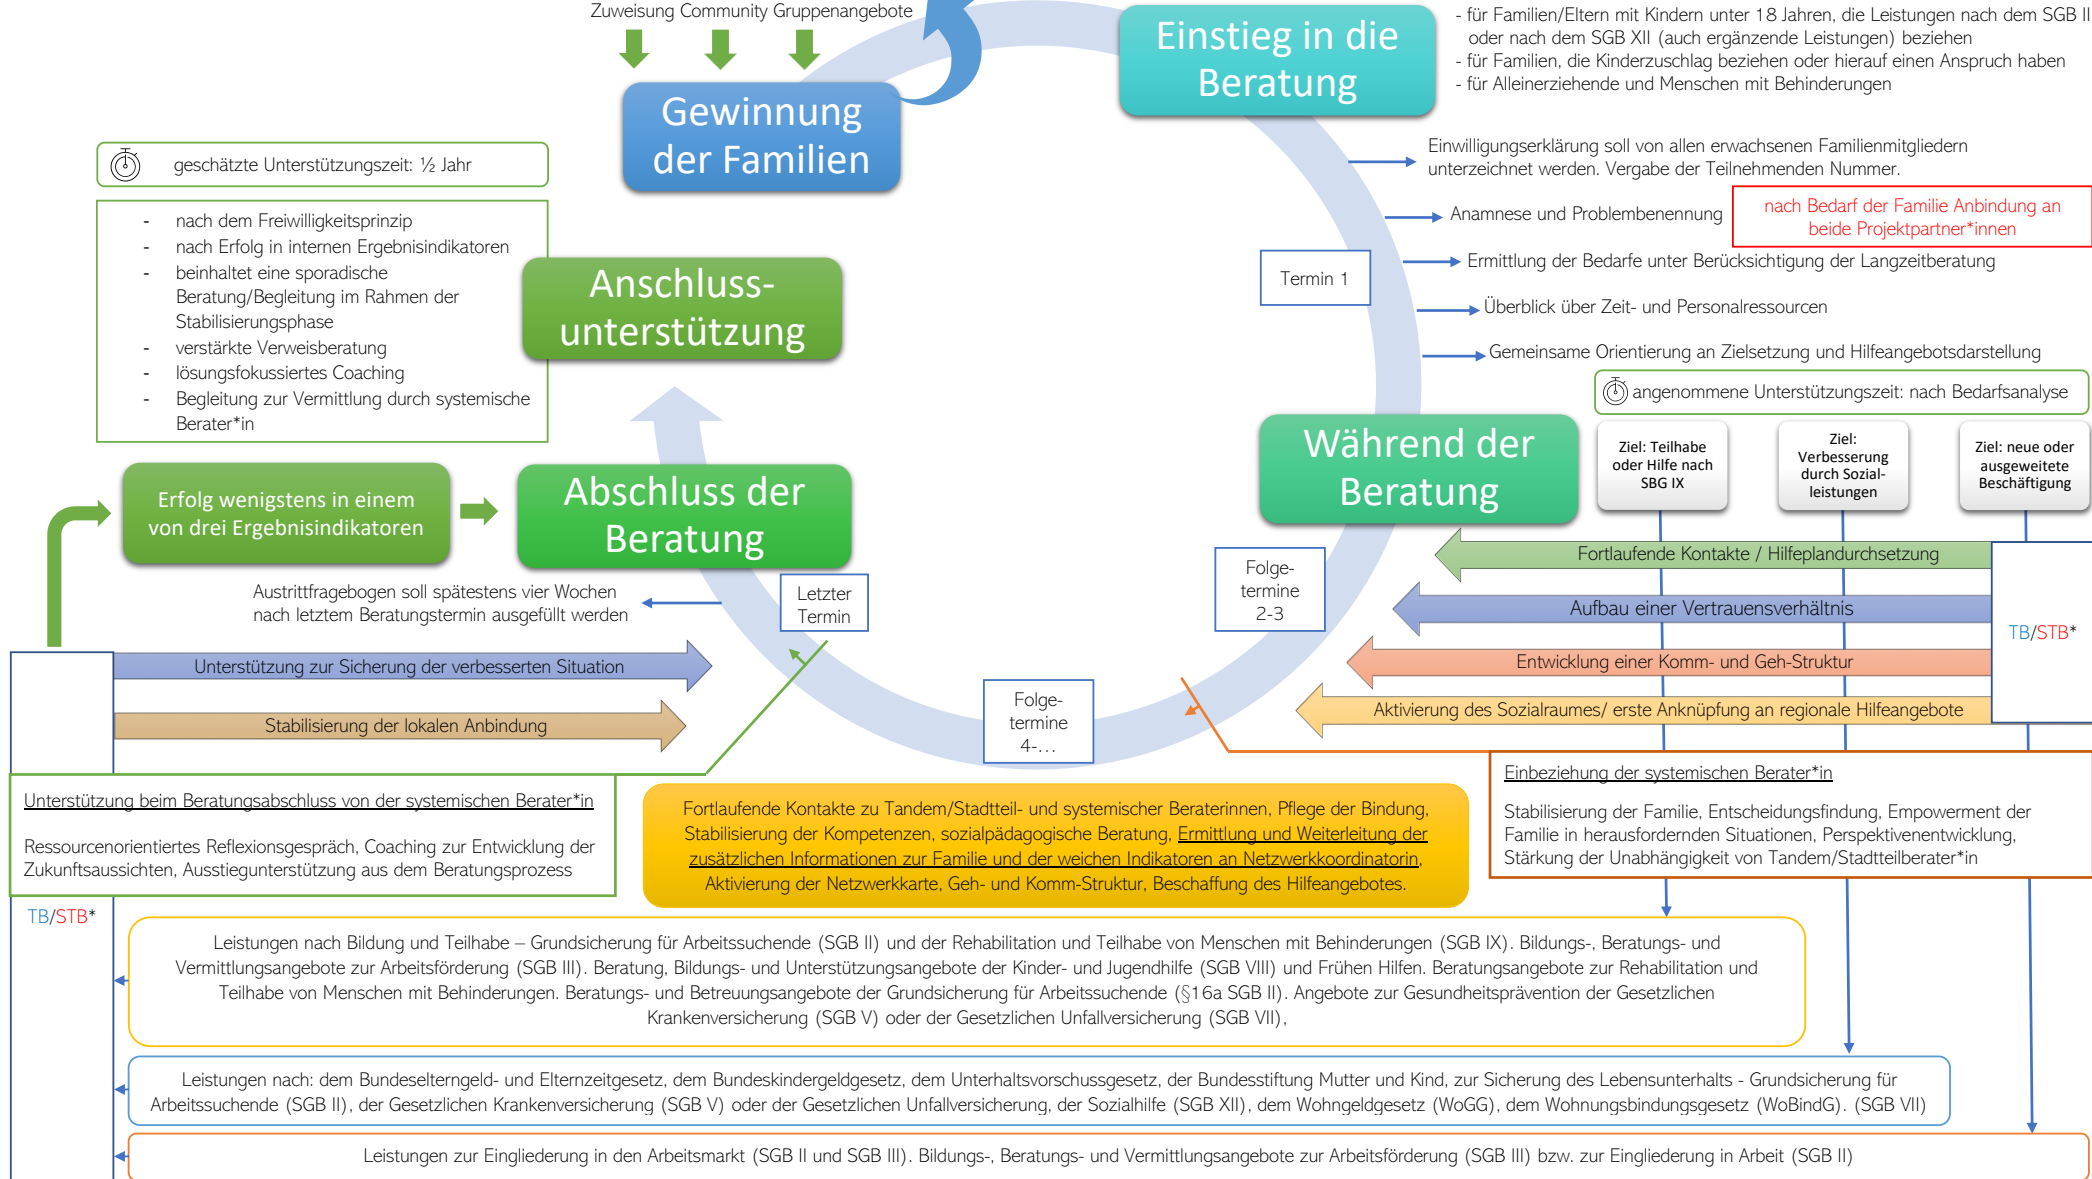 Zuweisung Community Gruppenangebote
Gewinnung
der Familien
Einstieg in die
Beratung
- für Familien/Eltern mit Kindern unter 18 Jahren, die Leistungen nach dem SGB II
oder nach dem SGB XII (auch ergänzende Leistungen) beziehen
- für Familien, die Kinderzuschlag beziehen oder hierauf einen Anspruch haben
- für Alleinerziehende und Menschen mit Behinderungen
Einwilligungserklärung soll von allen erwachsenen Familienmitgliedern
unterzeichnet werden. Vergabe der Teilnehmenden Nummer.
Anamnese und Problembenennung
nach Bedarf der Familie Anbindung an
beide Projektpartner*innen
Termin 1
Ermittlung der Bedarfe unter Berücksichtigung der Langzeitberatung
Überblick über Zeit- und Personalressourcen
Gemeinsame Orientierung an Zielsetzung und Hilfeangebotsdarstellung
angenommene Unterstützungszeit: nach Bedarfsanalyse
Während der
Beratung
Ziel: Teilhabe
oder Hilfe nach
SBG IX
Ziel:
Verbesserung
durch Sozial-
leistungen
Ziel: neue oder
ausgeweitete
Beschäftigung
Folge-
termine
2-3
Fortlaufende Kontakte / Hilfeplandurchsetzung
Aufbau einer Vertrauensverhältnis
Entwicklung einer Komm- und Geh-Struktur
Aktivierung des Sozialraumes/ erste Anknüpfung an regionale Hilfeangebote
TB/STB*
Einbeziehung der systemischen Berater*in
Stabilisierung der Familie, Entscheidungsfindung, Empowerment der
Familie in herausfordernden Situationen, Perspektivenentwicklung,
Stärkung der Unabhängigkeit von Tandem/Stadtteilberater*in
Folge-
termine
4-…
Fortlaufende Kontakte zu Tandem/Stadtteil- und systemischer Beraterinnen, Pflege der Bindung,
Stabilisierung der Kompetenzen, sozialpädagogische Beratung, Ermittlung und Weiterleitung der
zusätzlichen Informationen zur Familie und der weichen Indikatoren an Netzwerkkoordinatorin,
Aktivierung der Netzwerkkarte, Geh- und Komm-Struktur, Beschaffung des Hilfeangebotes.
geschätzte Unterstützungszeit: ½ Jahr
- nach dem Freiwilligkeitsprinzip
- nach Erfolg in internen Ergebnisindikatoren
- beinhaltet eine sporadische
Beratung/Begleitung im Rahmen der
Stabilisierungsphase
- verstärkte Verweisberatung
- lösungsfokussiertes Coaching
- Begleitung zur Vermittlung durch systemische
Berater*in
Anschluss-
unterstützung
Erfolg wenigstens in einem
von drei Ergebnisindikatoren
Abschluss der
Beratung
Austrittfragebogen soll spätestens vier Wochen
nach letztem Beratungstermin ausgefüllt werden
Letzter
Termin
Unterstützung zur Sicherung der verbesserten Situation
Stabilisierung der lokalen Anbindung
Unterstützung beim Beratungsabschluss von der systemischen Berater*in
Ressourcenorientiertes Reflexionsgespräch, Coaching zur Entwicklung der
Zukunftsaussichten, Ausstiegunterstützung aus dem Beratungsprozess
TB/STB*
Leistungen nach Bildung und Teilhabe – Grundsicherung für Arbeitssuchende (SGB II) und der Rehabilitation und Teilhabe von Menschen mit Behinderungen (SGB IX). Bildungs-, Beratungs- und
Vermittlungsangebote zur Arbeitsförderung (SGB III). Beratung, Bildungs- und Unterstützungsangebote der Kinder- und Jugendhilfe (SGB VIII) und Frühen Hilfen. Beratungsangebote zur Rehabilitation und
Teilhabe von Menschen mit Behinderungen. Beratungs- und Betreuungsangebote der Grundsicherung für Arbeitssuchende (§16a SGB II). Angebote zur Gesundheitsprävention der Gesetzlichen
Krankenversicherung (SGB V) oder der Gesetzlichen Unfallversicherung (SGB VII),
Leistungen nach: dem Bundeselterngeld- und Elternzeitgesetz, dem Bundeskindergeldgesetz, dem Unterhaltsvorschussgesetz, der Bundesstiftung Mutter und Kind, zur Sicherung des Lebensunterhalts - Grundsicherung für
Arbeitssuchende (SGB II), der Gesetzlichen Krankenversicherung (SGB V) oder der Gesetzlichen Unfallversicherung, der Sozialhilfe (SGB XII), dem Wohngeldgesetz (WoGG), dem Wohnungsbindungsgesetz (WoBindG). (SGB VII)
Leistungen zur Eingliederung in den Arbeitsmarkt (SGB II und SGB III). Bildungs-, Beratungs- und Vermittlungsangebote zur Arbeitsförderung (SGB III) bzw. zur Eingliederung in Arbeit (SGB II)